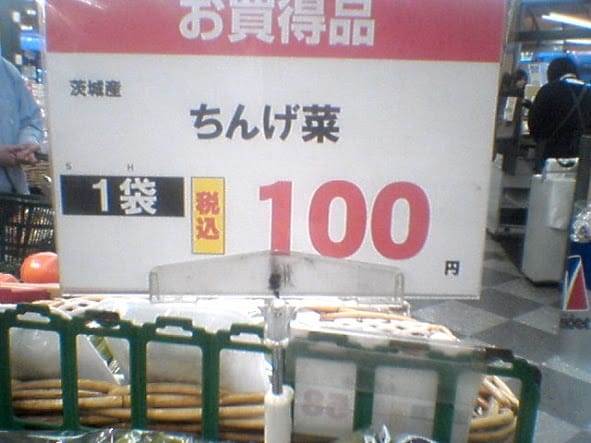 お買得品
茨城産
ちんげ菜
S H
1袋 税込 100 円